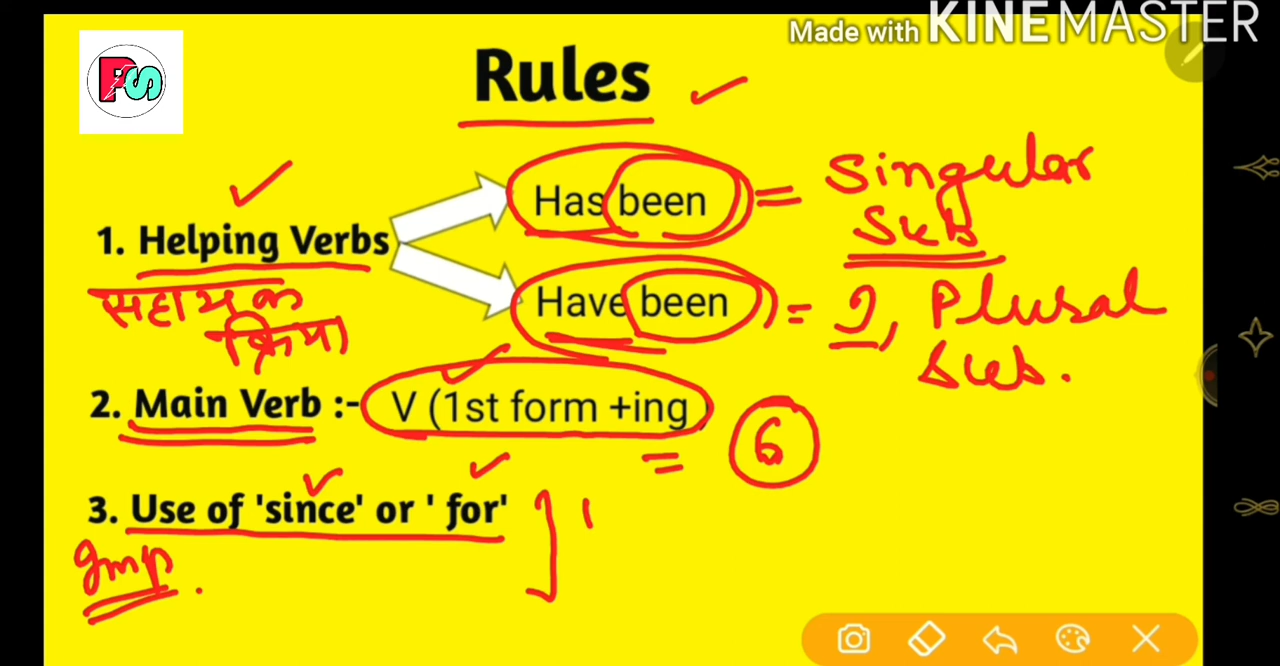 Made with KINEMASTER
PS
Rules
Has been = Singular
Sub
1. Helping Verbs
सहायक
क्रिया
Have been = I, Plural
Sub.
2. Main Verb :- V (1st form +ing )
= 6
3. Use of 'since' or ' for'
Imp.